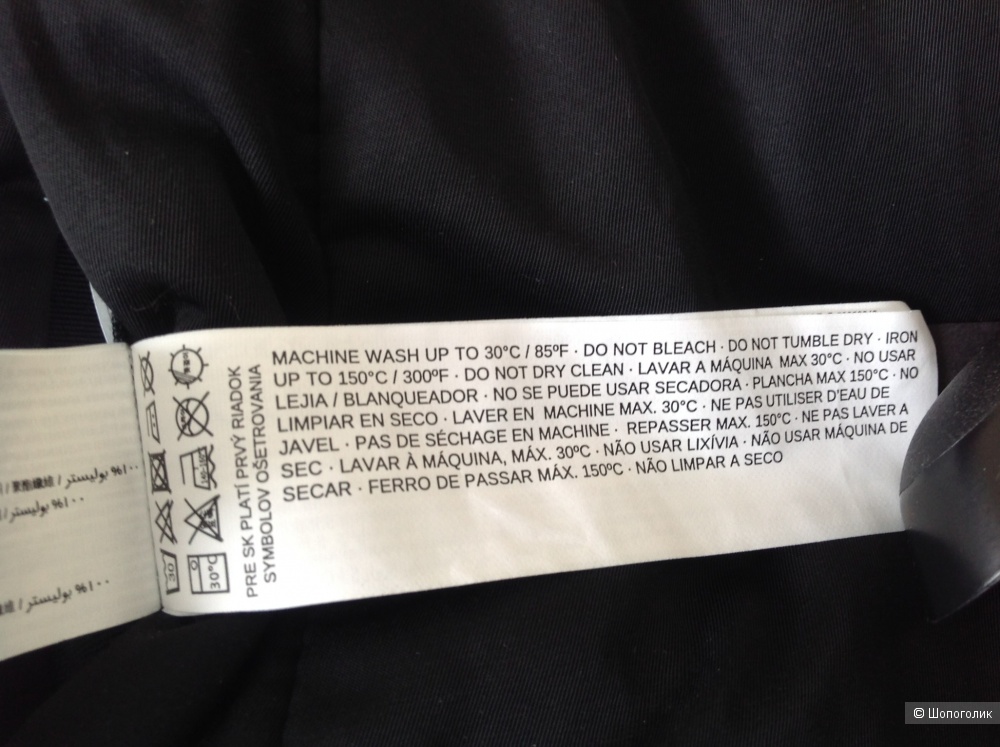 MACHINE WASH UP TO 30°C / 85ºF · DO NOT BLEACH · DO NOT TUMBLE DRY · IRON
UP TO 150°C / 300ºF · DO NOT DRY CLEAN · LAVAR A MÁQUINA MAX 30°C · NO USAR
LEJIA / BLANQUEADOR · NO SE PUEDE USAR SECADORA · PLANCHA MAX 150°C · NO
LIMPIAR EN SECO · LAVER EN MACHINE MAX. 30°C · NE PAS UTILISER D'EAU DE
JAVEL · PAS DE SÉCHAGE EN MACHINE · REPASSER MAX. 150°C · NE PAS LAVER A
SEC · LAVAR À MÁQUINA, MÁX. 30ºC · NÃO USAR LIXÍVIA · NÃO USAR MÁQUINA DE
SECAR · FERRO DE PASSAR MÁX. 150ºC · NÃO LIMPAR A SECO
PRE SK PLATÍ PRVÝ RIADOK
SYMBOLOV OŠETROVANIA
30°C
30
١٠٠% بوليستر /
١٠٠% بوليستر /
١٠٠% بوليستر /
© Шопоголик